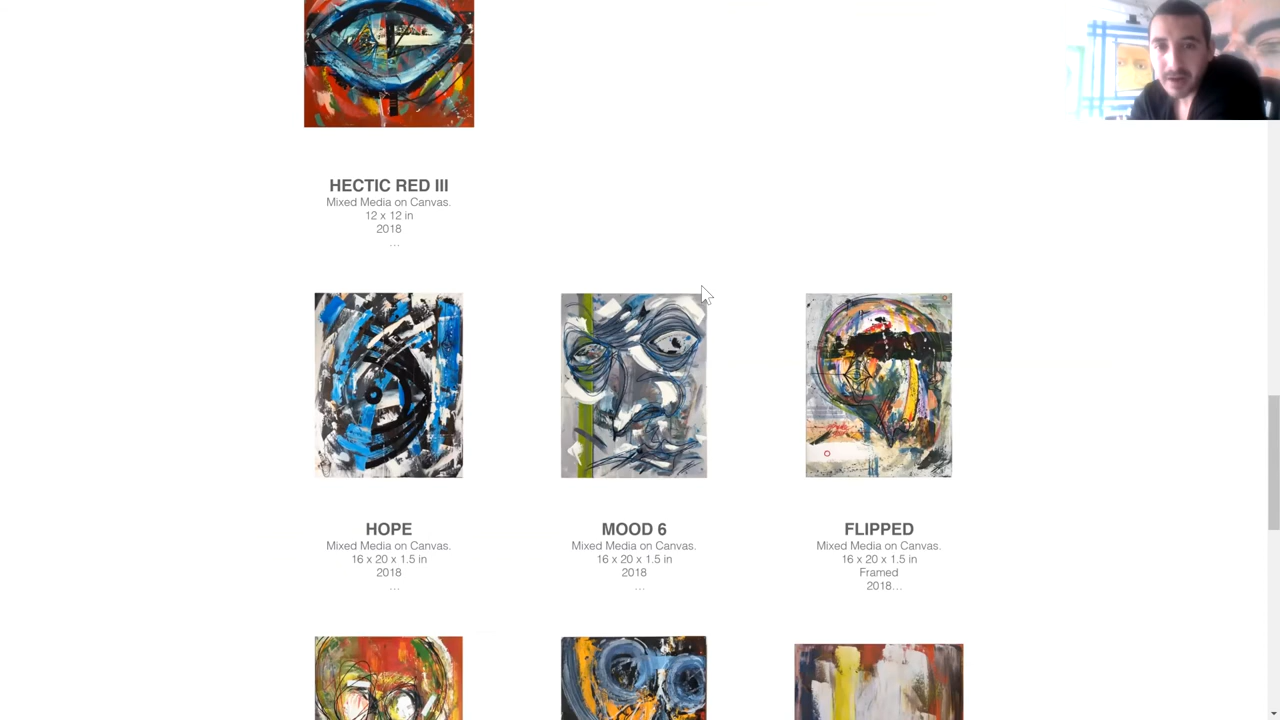 HECTIC RED III
Mixed Media on Canvas.
12 x 12 in
2018
...
HOPE
Mixed Media on Canvas.
16 x 20 x 1.5 in
2018
...
MOOD 6
Mixed Media on Canvas.
16 x 20 x 1.5 in
2018
...
FLIPPED
Mixed Media on Canvas.
16 x 20 x 1.5 in
Framed
2018...